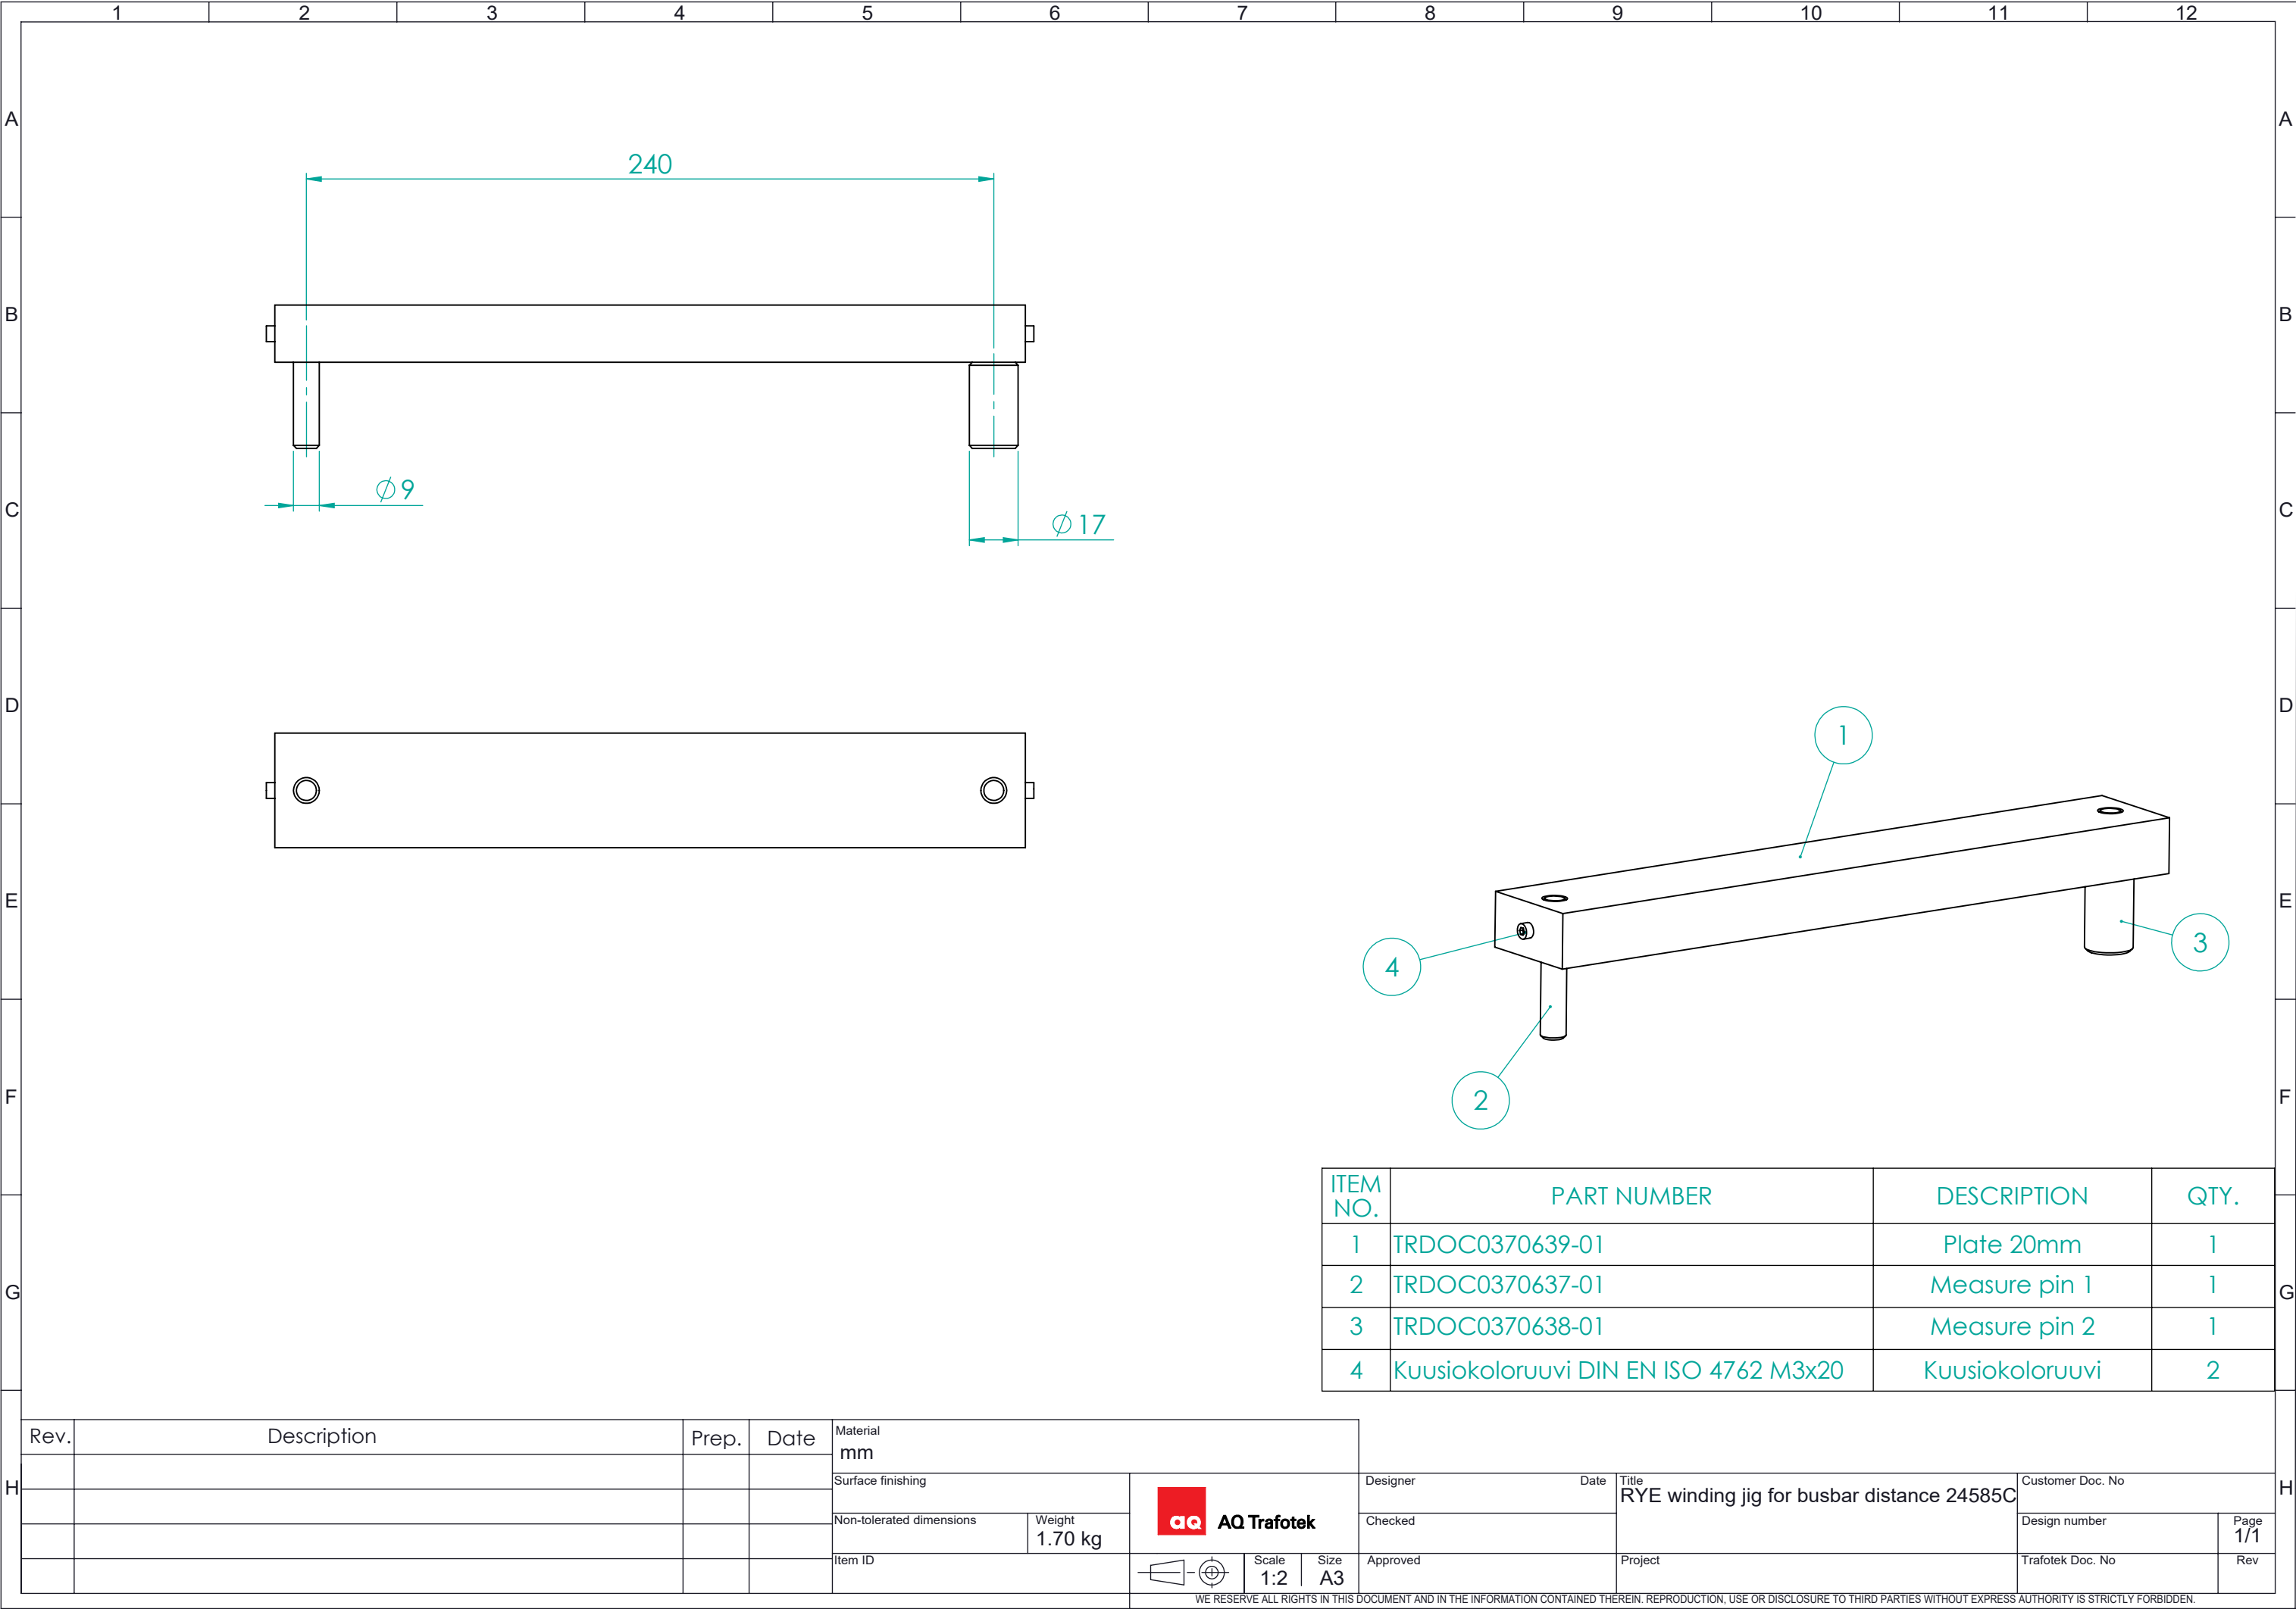 1 2 3 4 5 6 7 8 9 10 11 12
A A
240
B B
⌀9
C C
⌀17
D D
1
E E
4 3
F F
2
ITEM NO. PART NUMBER DESCRIPTION QTY.
1 TRDOC0370639-01 Plate 20mm 1
2 TRDOC0370637-01 Measure pin 1 1
G G
3 TRDOC0370638-01 Measure pin 2 1
4 Kuusiokoloruuvi DIN EN ISO 4762 M3x20 Kuusiokoloruuvi 2
Rev. Description Prep. Date
Material
mm
H H
Surface finishing
Non-tolerated dimensions
Weight
1.70 kg
Item ID
aq AQ Trafotek
Scale
1:2
Size
A3
Designer Date
Checked
Approved
Title
RYE winding jig for busbar distance 24585C
Project
Customer Doc. No
Design number
Page
1/1
Trafotek Doc. No
Rev
WE RESERVE ALL RIGHTS IN THIS DOCUMENT AND IN THE INFORMATION CONTAINED THEREIN. REPRODUCTION, USE OR DISCLOSURE TO THIRD PARTIES WITHOUT EXPRESS AUTHORITY IS STRICTLY FORBIDDEN.